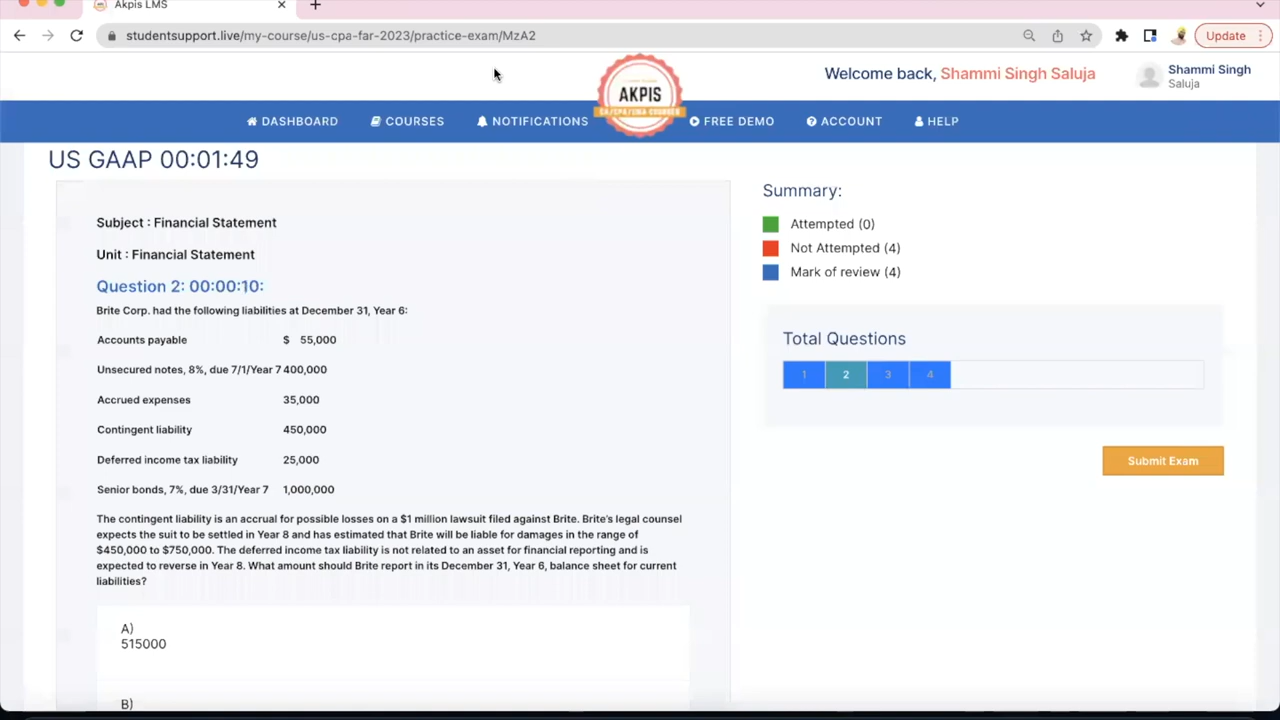 Akpis LMS
studentsupport.live/my-course/us-cpa-far-2023/practice-exam/MzA2
Update
AKPIS
Welcome back, Shammi Singh Saluja
Shammi Singh
Saluja
DASHBOARD
COURSES
NOTIFICATIONS
FREE DEMO
ACCOUNT
HELP
US GAAP 00:01:49
Subject : Financial Statement
Unit : Financial Statement
Question 2: 00:00:10:
Brite Corp. had the following liabilities at December 31, Year 6:
Accounts payable $ 55,000
Unsecured notes, 8%, due 7/1/Year 7 400,000
Accrued expenses 35,000
Contingent liability 450,000
Deferred income tax liability 25,000
Senior bonds, 7%, due 3/31/Year 7 1,000,000
The contingent liability is an accrual for possible losses on a $1 million lawsuit filed against Brite. Brite's legal counsel
expects the suit to be settled in Year 8 and has estimated that Brite will be liable for damages in the range of
$450,000 to $750,000. The deferred income tax liability is not related to an asset for financial reporting and is
expected to reverse in Year 8. What amount should Brite report in its December 31, Year 6, balance sheet for current
liabilities?
A)
515000
B)
Summary:
Attempted (0)
Not Attempted (4)
Mark of review (4)
Total Questions
1 2 3 4
Submit Exam